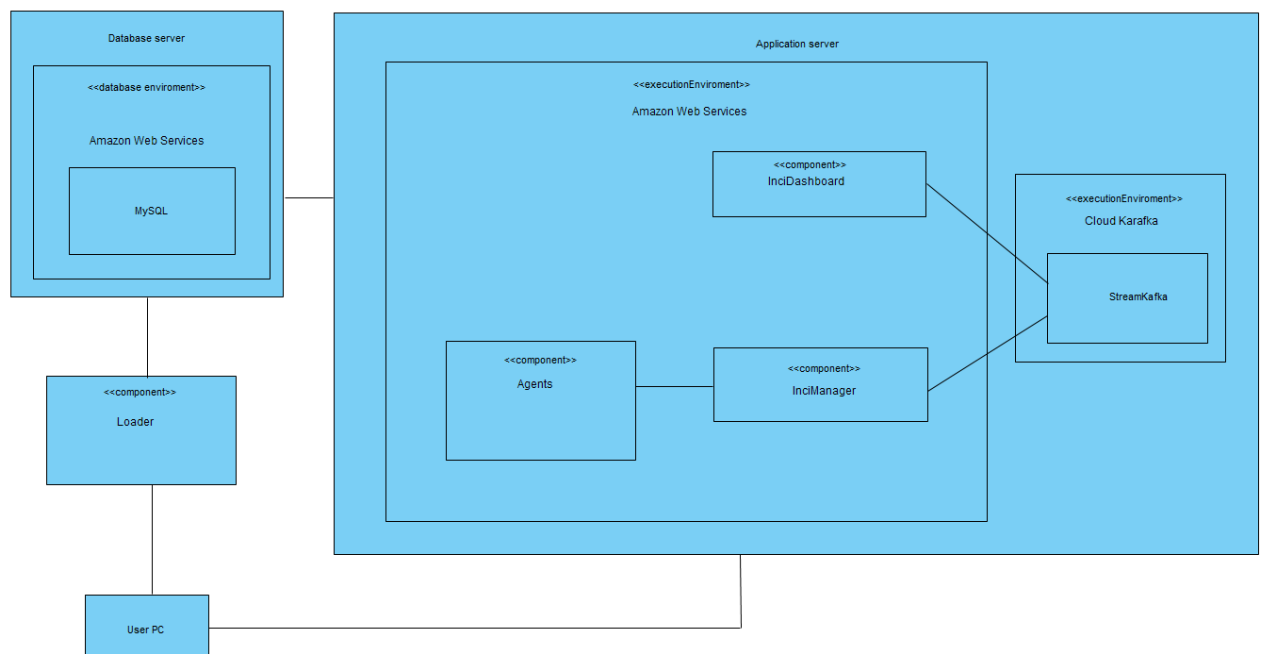 Database server
<<database enviroment>>
Amazon Web Services
MySQL
Application server
<<executionEnviroment>>
Amazon Web Services
<<component>>
InciDashboard
<<executionEnviroment>>
Cloud Karafka
StreamKafka
<<component>>
Agents
<<component>>
InciManager
<<component>>
Loader
User PC